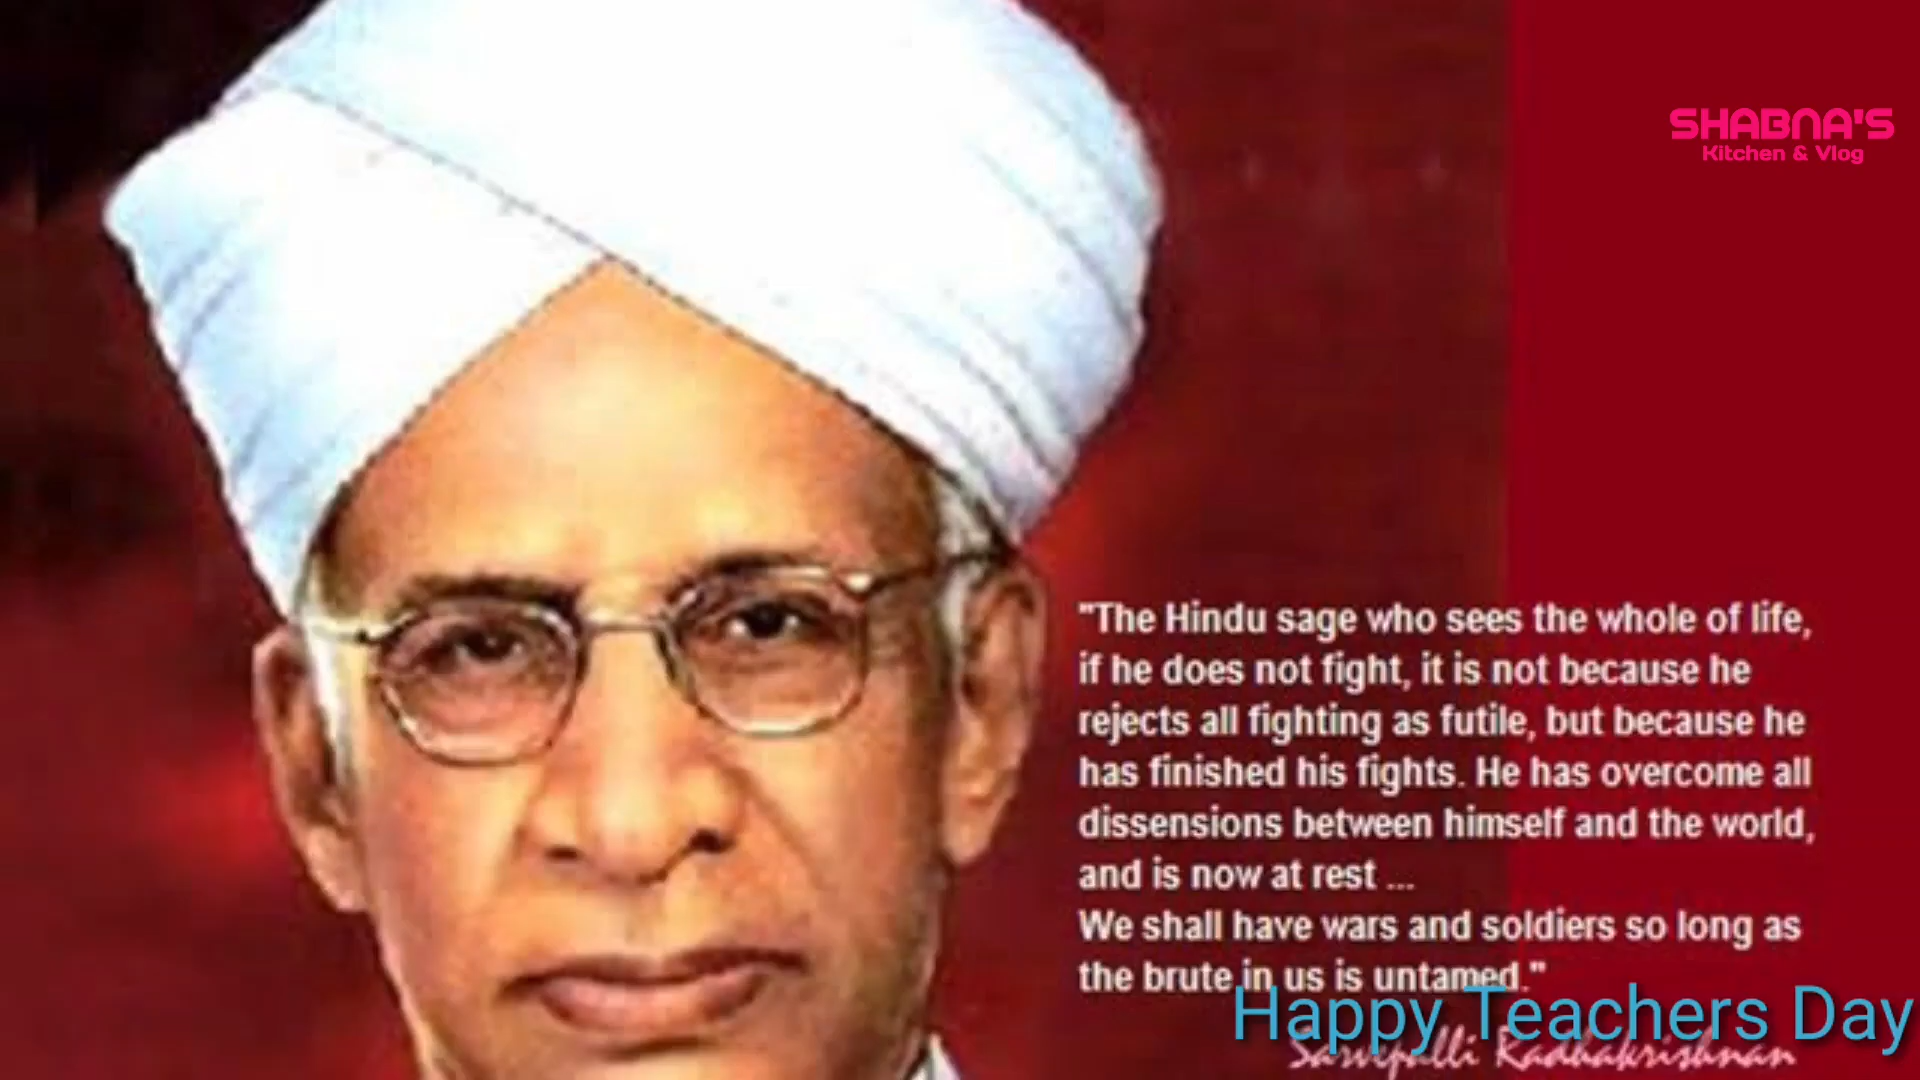 SHABNA'S
Kitchen & Vlog
"The Hindu sage who sees the whole of life,
if he does not fight, it is not because he
rejects all fighting as futile, but because he
has finished his fights. He has overcome all
dissensions between himself and the world,
and is now at rest ...
We shall have wars and soldiers so long as
the brute in us is untamed."
Happy Teachers Day
Sarvepalli Radhakrishnan